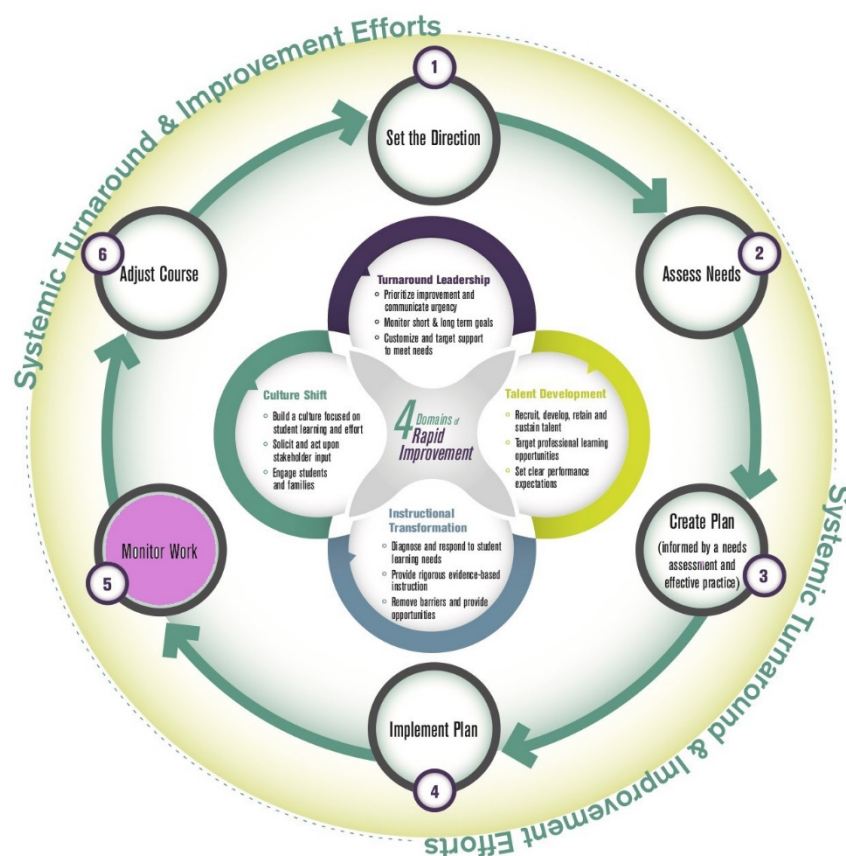 Systemic Turnaround & Improvement Efforts
1
Set the Direction
2
Assess Needs
3
Create Plan
(informed by a needs
assessment and
effective practice)
4
Implement Plan
5
Monitor Work
6
Adjust Course
Turnaround Leadership
Prioritize improvement and
communicate urgency
Monitor short & long term goals
Customize and target support
to meet needs
Talent Development
Recruit, develop, retain and
sustain talent
Target professional learning
opportunities
Set clear performance
expectations
Instructional
Transformation
Diagnose and respond to student
learning needs
Provide rigorous evidence-based
instruction
Remove barriers and provide
opportunities
Culture Shift
Build a culture focused on
student learning and effort
Solicit and act upon
stakeholder input
Engage students
and families
4 Domains of
Rapid
Improvement
Systemic Turnaround & Improvement Efforts